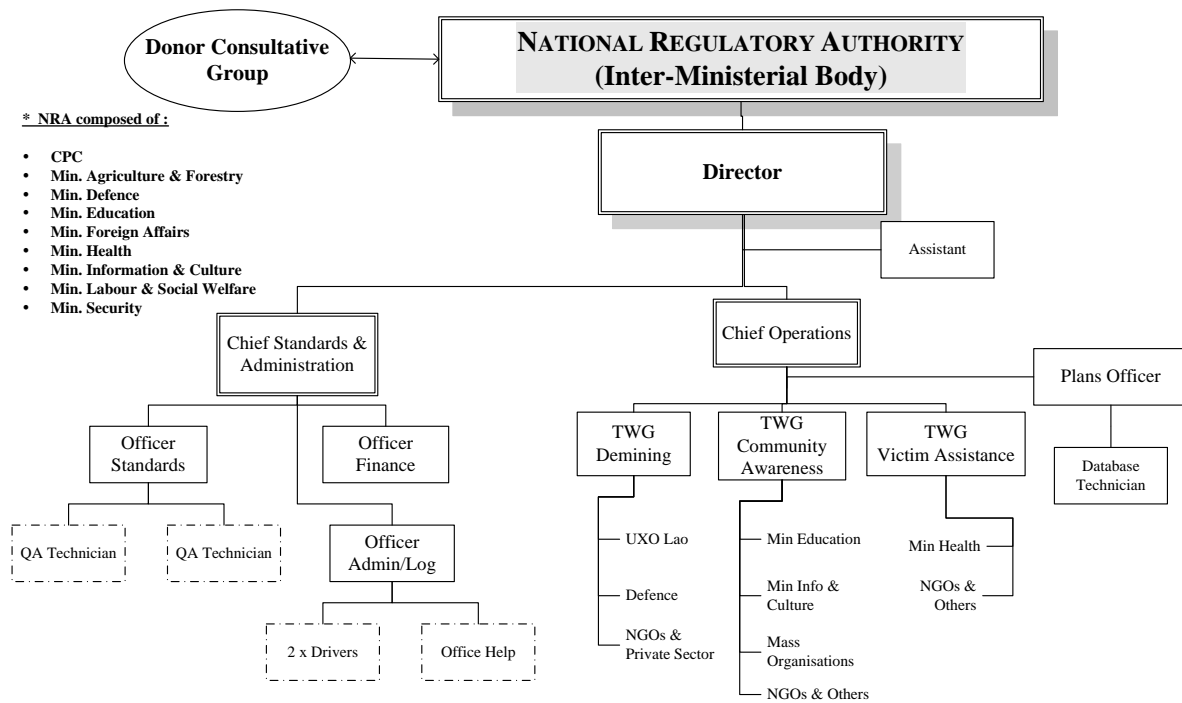 Donor Consultative
Group
NATIONAL REGULATORY AUTHORITY
(Inter-Ministerial Body)
* NRA composed of :
• CPC
• Min. Agriculture & Forestry
• Min. Defence
• Min. Education
• Min. Foreign Affairs
• Min. Health
• Min. Information & Culture
• Min. Labour & Social Welfare
• Min. Security
Director
Assistant
Chief Standards &
Administration
Chief Operations
Plans Officer
Officer
Standards
Officer
Finance
TWG
Demining
TWG
Community
Awareness
TWG
Victim Assistance
Database
Technician
QA Technician
QA Technician
Officer
Admin/Log
2 x Drivers
Office Help
UXO Lao
Defence
NGOs &
Private Sector
Min Education
Min Info &
Culture
Mass
Organisations
NGOs & Others
Min Health
NGOs &
Others